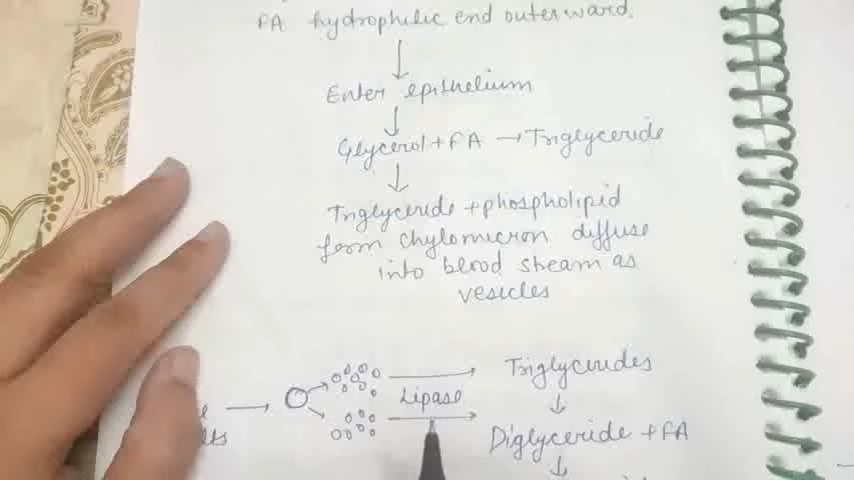 FA hydrophilic end outerward.
Enter epithelium
Glycerol + FA → Triglyceride
Triglyceride + phospholipid
form chylomicron diffuse
into blood stream as
vesicles
Triglycerides
Lipase
Diglyceride + FA